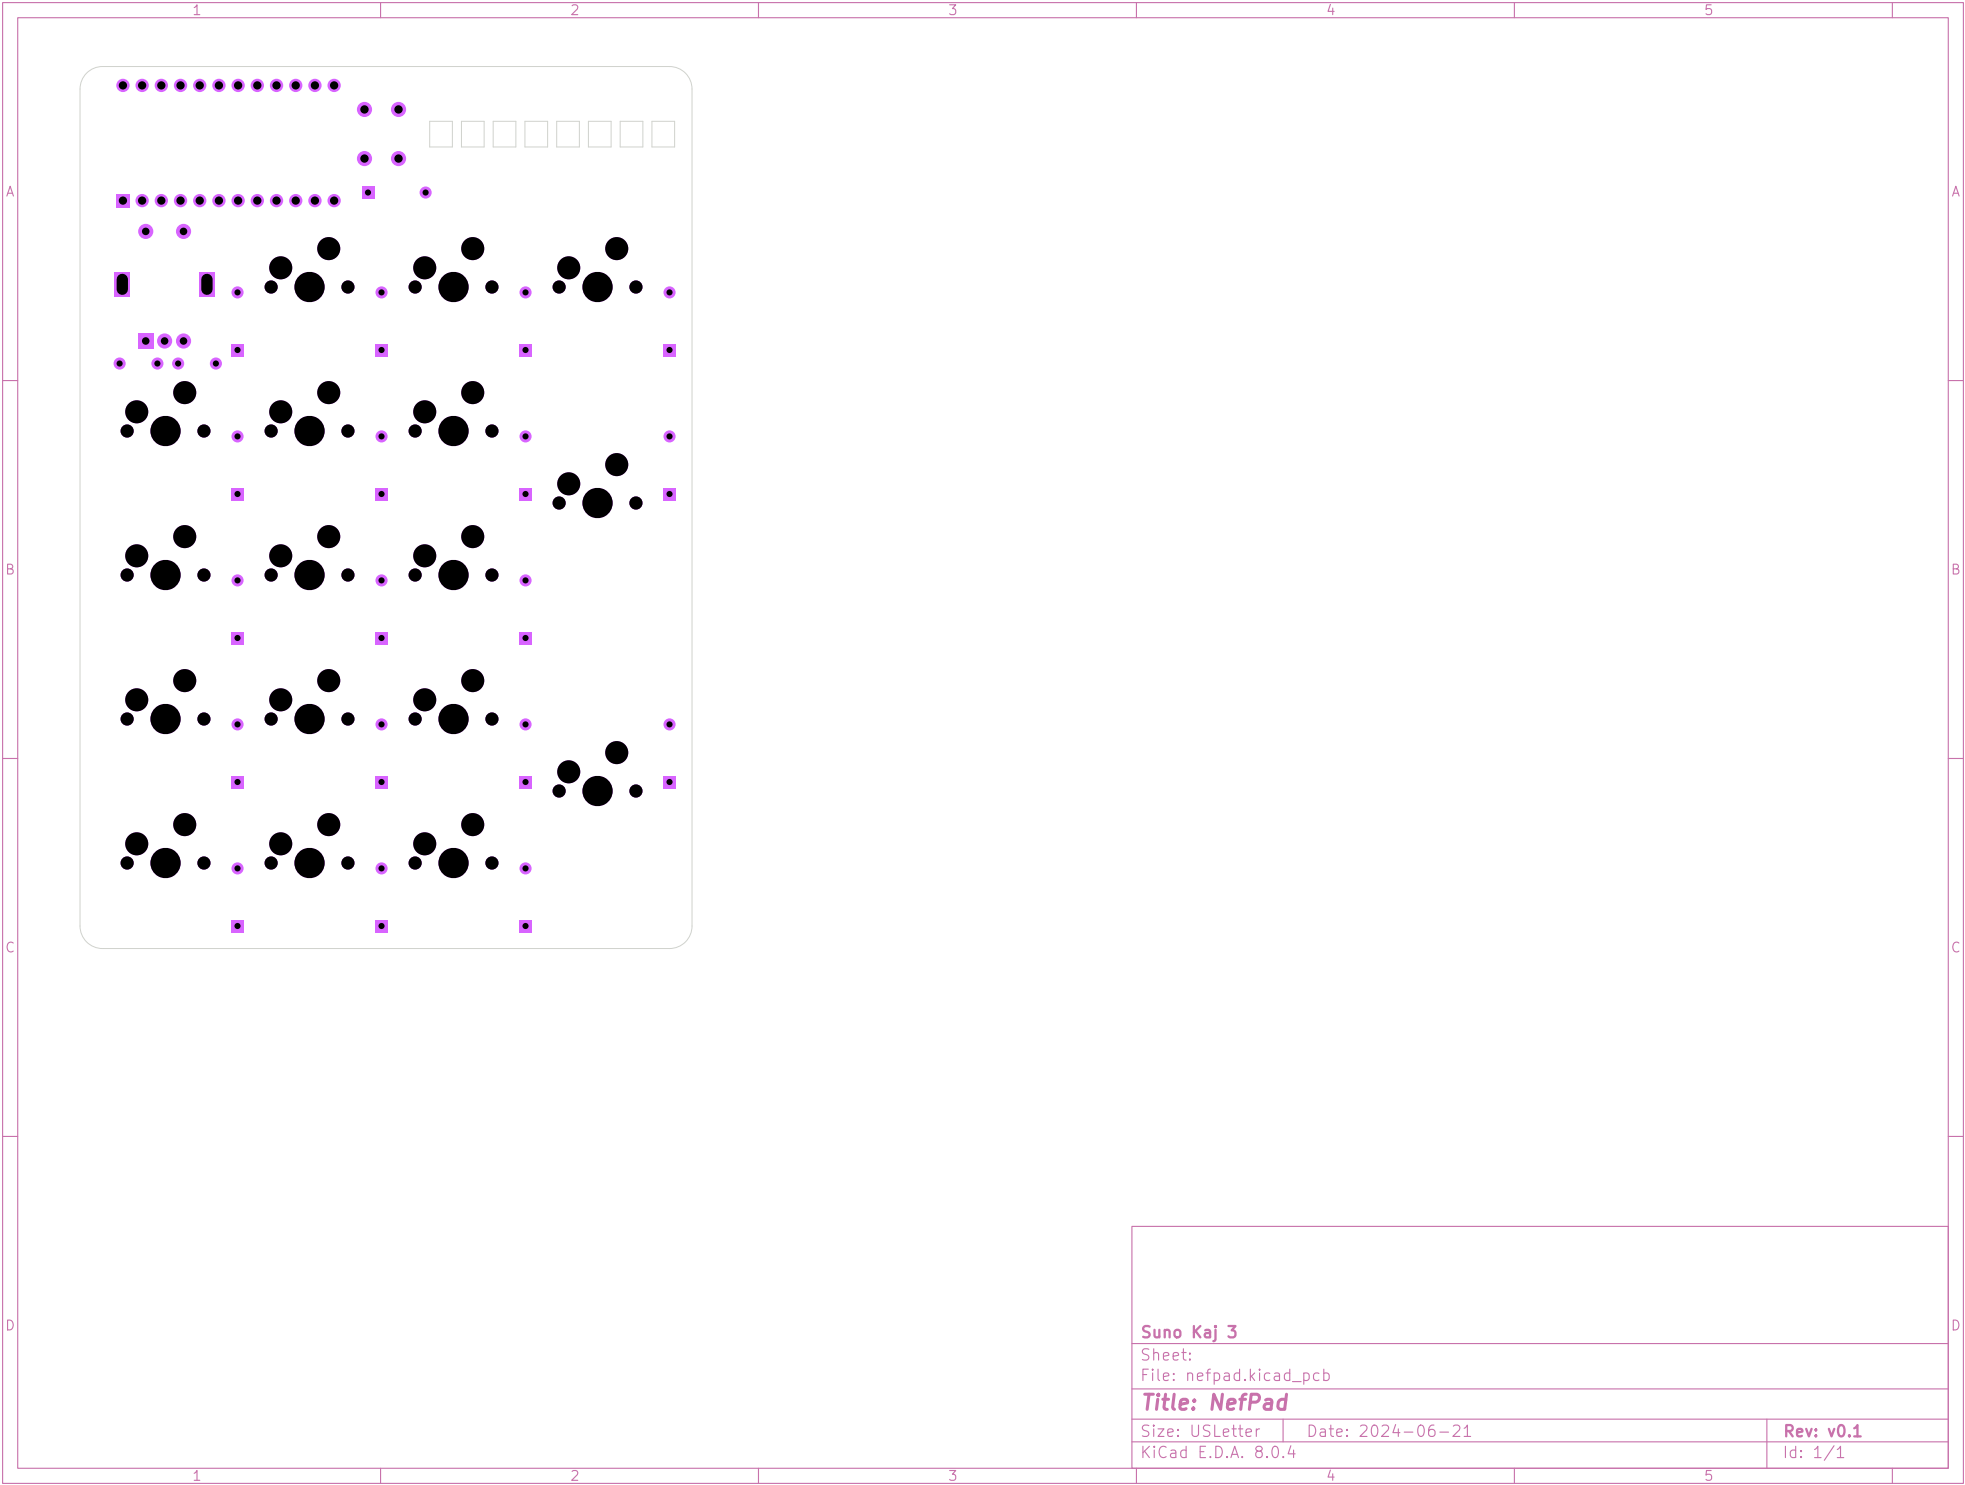 1 2 3 4 5
A A
B B
C C
D D
Suno Kaj 3
Sheet:
File: nefpad.kicad_pcb
Title: NefPad
Size: USLetter Date: 2024-06-21 Rev: v0.1
KiCad E.D.A. 8.0.4 Id: 1/1
1 2 3 4 5